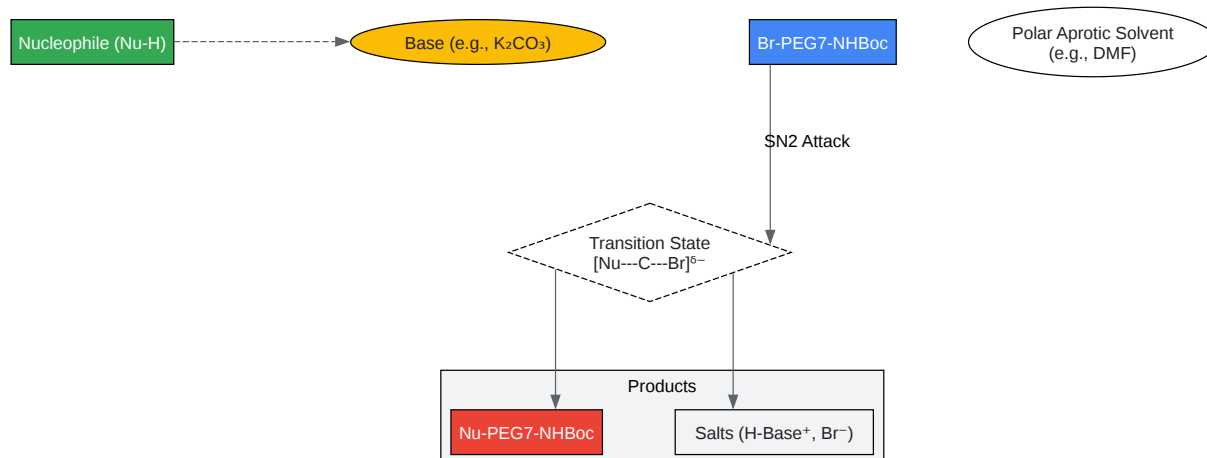 Nucleophile (Nu-H)
Base (e.g., K₂CO₃)
Br-PEG7-NHBoc
Polar Aprotic Solvent
(e.g., DMF)
SN2 Attack
Transition State
[Nu---C---Br]ᵟ⁻
Products
Nu-PEG7-NHBoc
Salts (H-Base⁺, Br⁻)